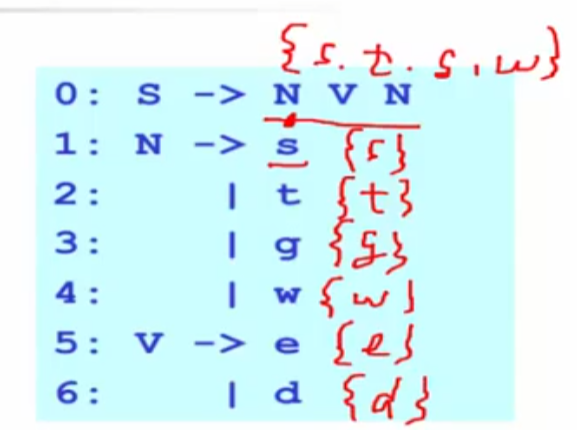 {s. t. g, w}
0: S -> N V N
1: N -> s {s}
2: | t {t}
3: | g {g}
4: | w {w}
5: V -> e {e}
6: | d {d}